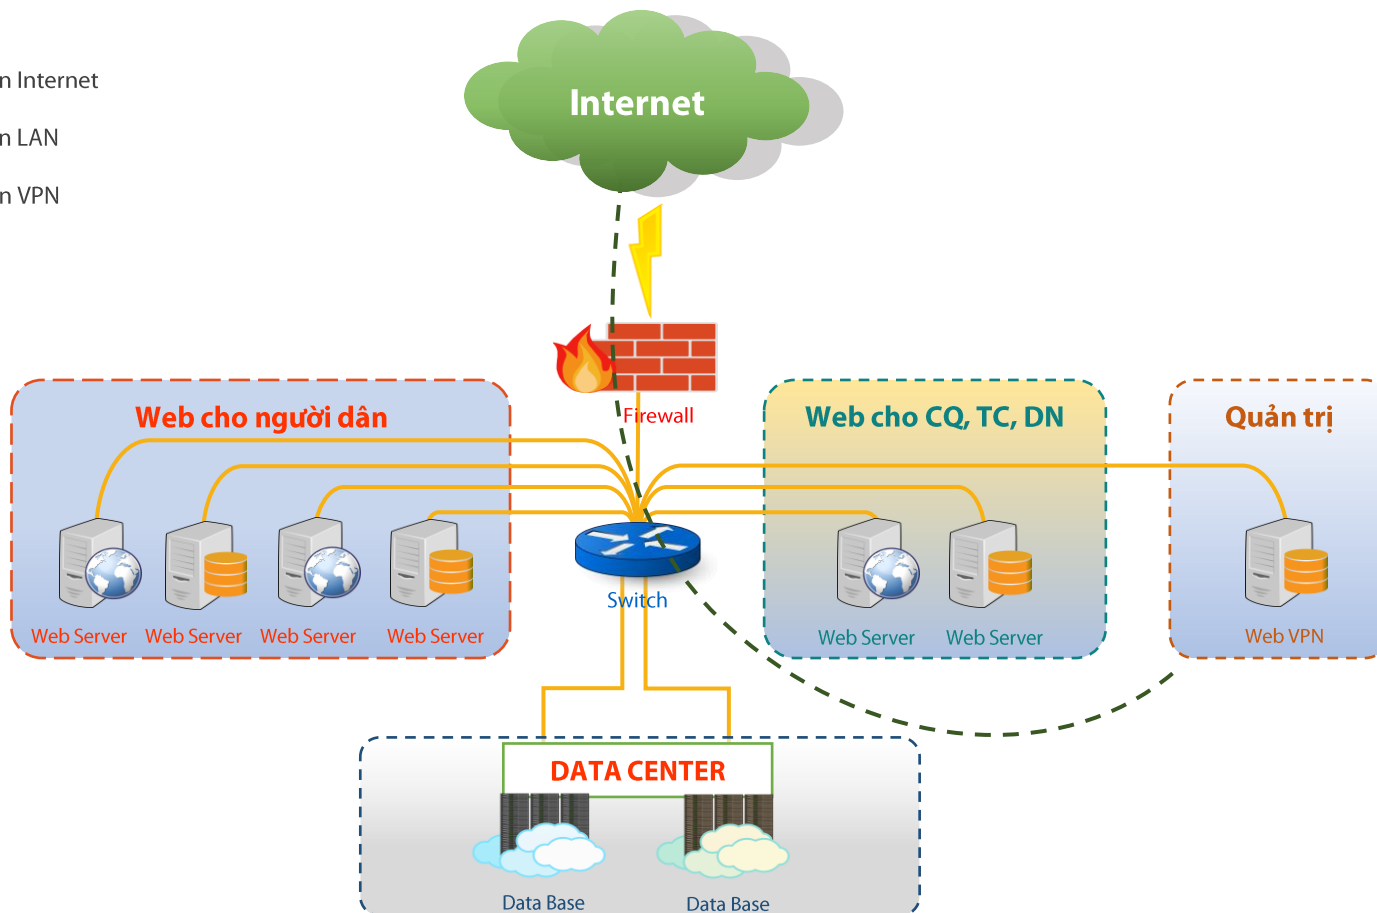 Internet
n Internet
n LAN
n VPN
Firewall
Web cho người dân
Web cho CQ, TC, DN
Quản trị
Switch
Web Server
Web Server
Web Server
Web Server
Web Server
Web Server
Web VPN
DATA CENTER
Data Base
Data Base